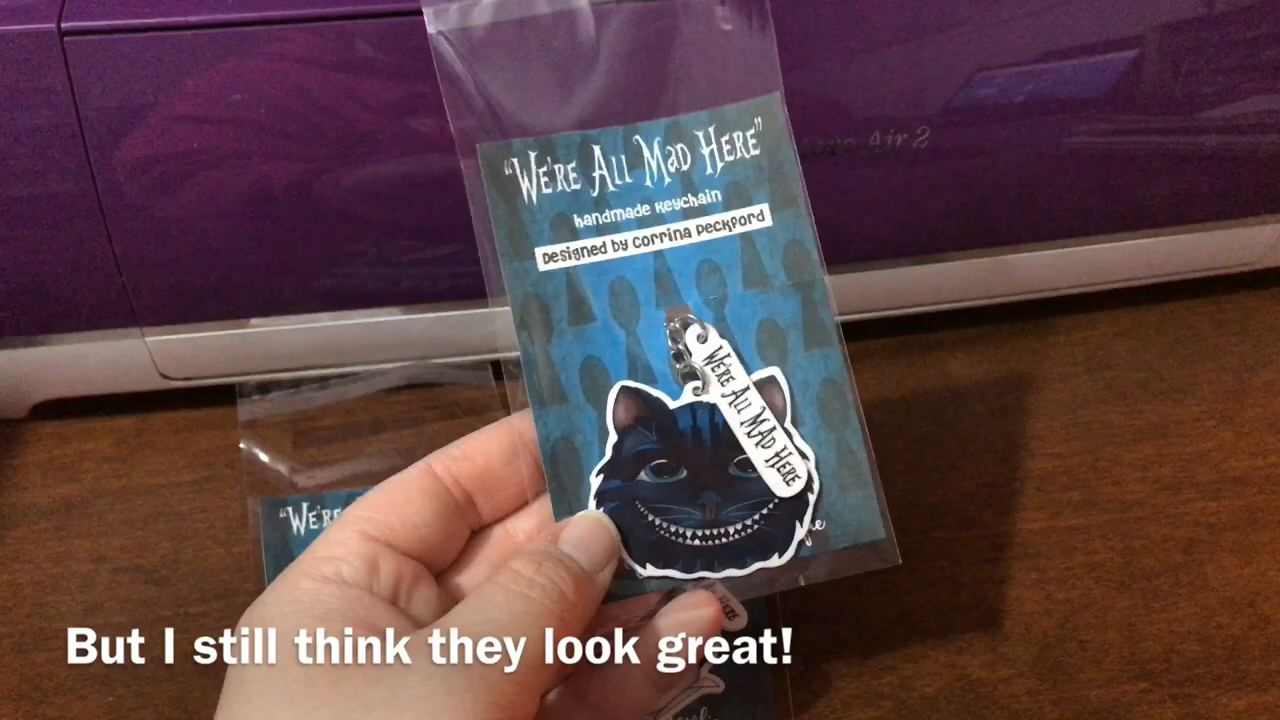 "WE'RE ALL MAD HERE"
handmade keychain
Designed by Corrina Peckford
Air 2
WE'RE ALL MAD HERE
"WE'RE
HERE
But I still think they look great!